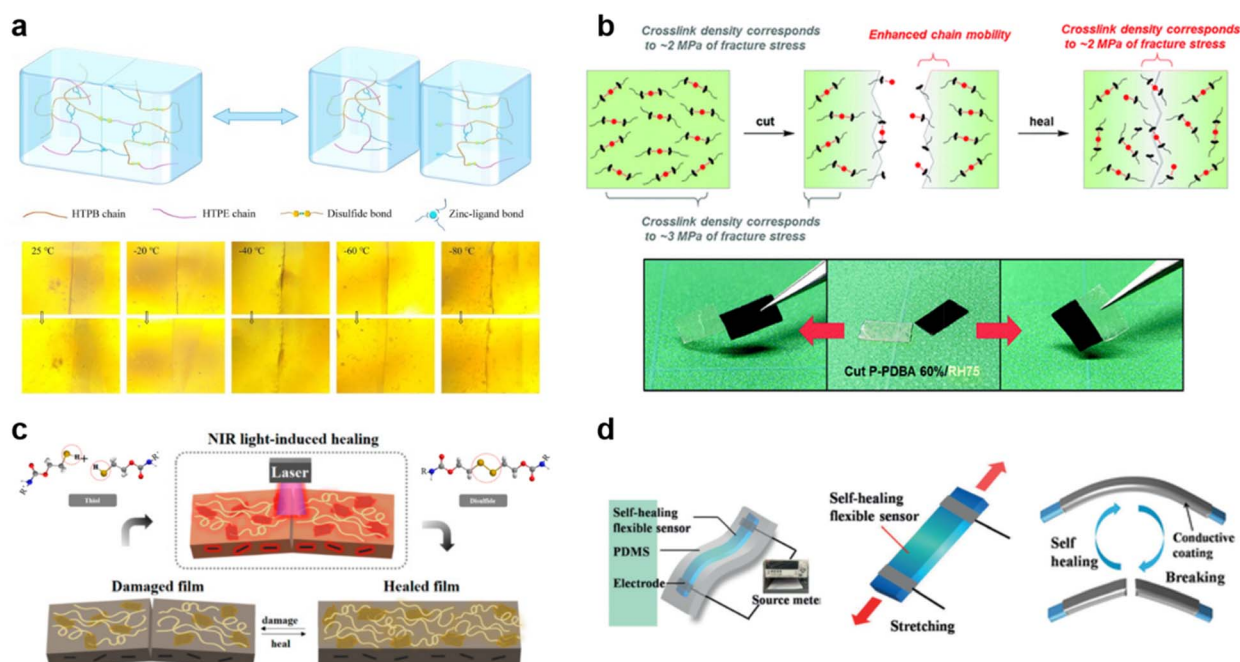 a
HTPB chain
HTPE chain
Disulfide bond
Zinc-ligand bond
25 ℃
-20 ℃
-40 ℃
-60 ℃
-80 ℃
b
Crosslink density corresponds
to ~2 MPa of fracture stress
Enhanced chain mobility
Crosslink density corresponds
to ~2 MPa of fracture stress
cut
heal
Crosslink density corresponds
to ~3 MPa of fracture stress
Cut P-PDBA 60%/RH75
c
NIR light-induced healing
Laser
H
+
H
R
N
Thiol
R
N
N
R
Disulfide
Damaged film
Healed film
damage
heal
d
Self-healing
flexible sensor
PDMS
Electrode
Source mete
Self-healing
flexible sensor
Stretching
Self
healing
Conductive
coating
Breaking